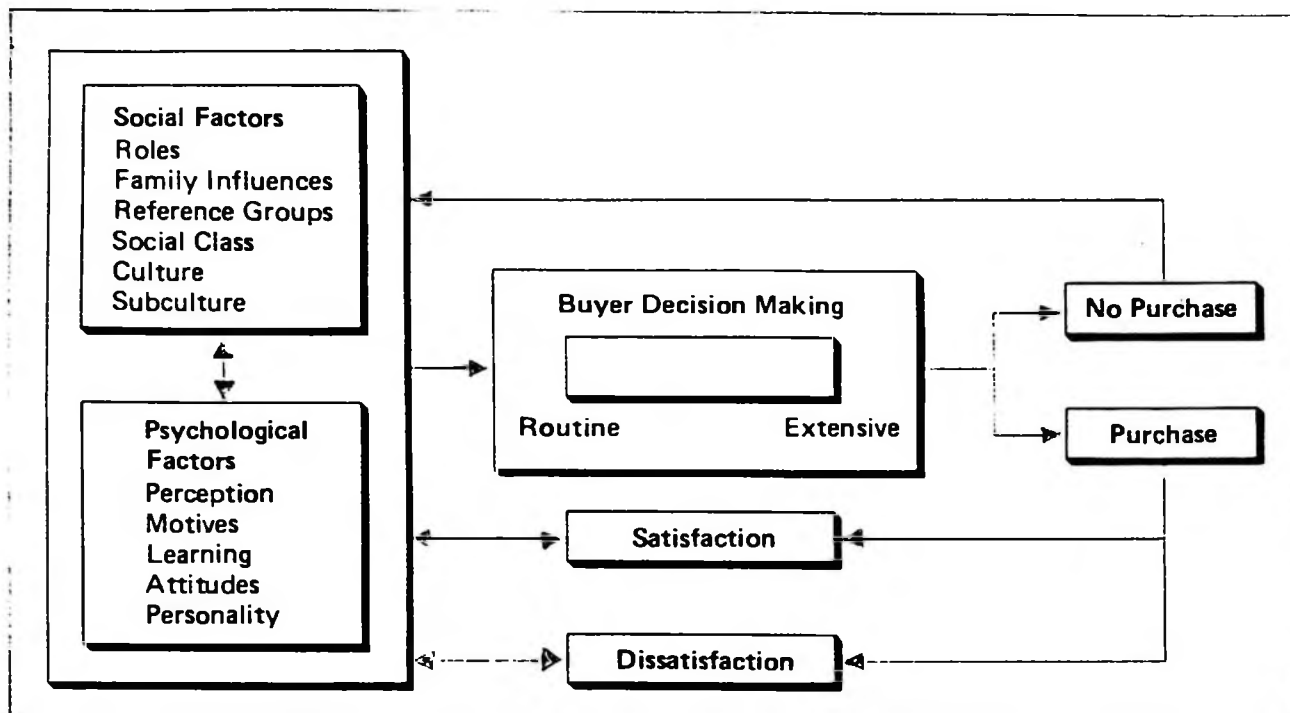 Social Factors
Roles
Family Influences
Reference Groups
Social Class
Culture
Subculture
Psychological
Factors
Perception
Motives
Learning
Attitudes
Personality
Buyer Decision Making
Routine Extensive
No Purchase
Purchase
Satisfaction
Dissatisfaction